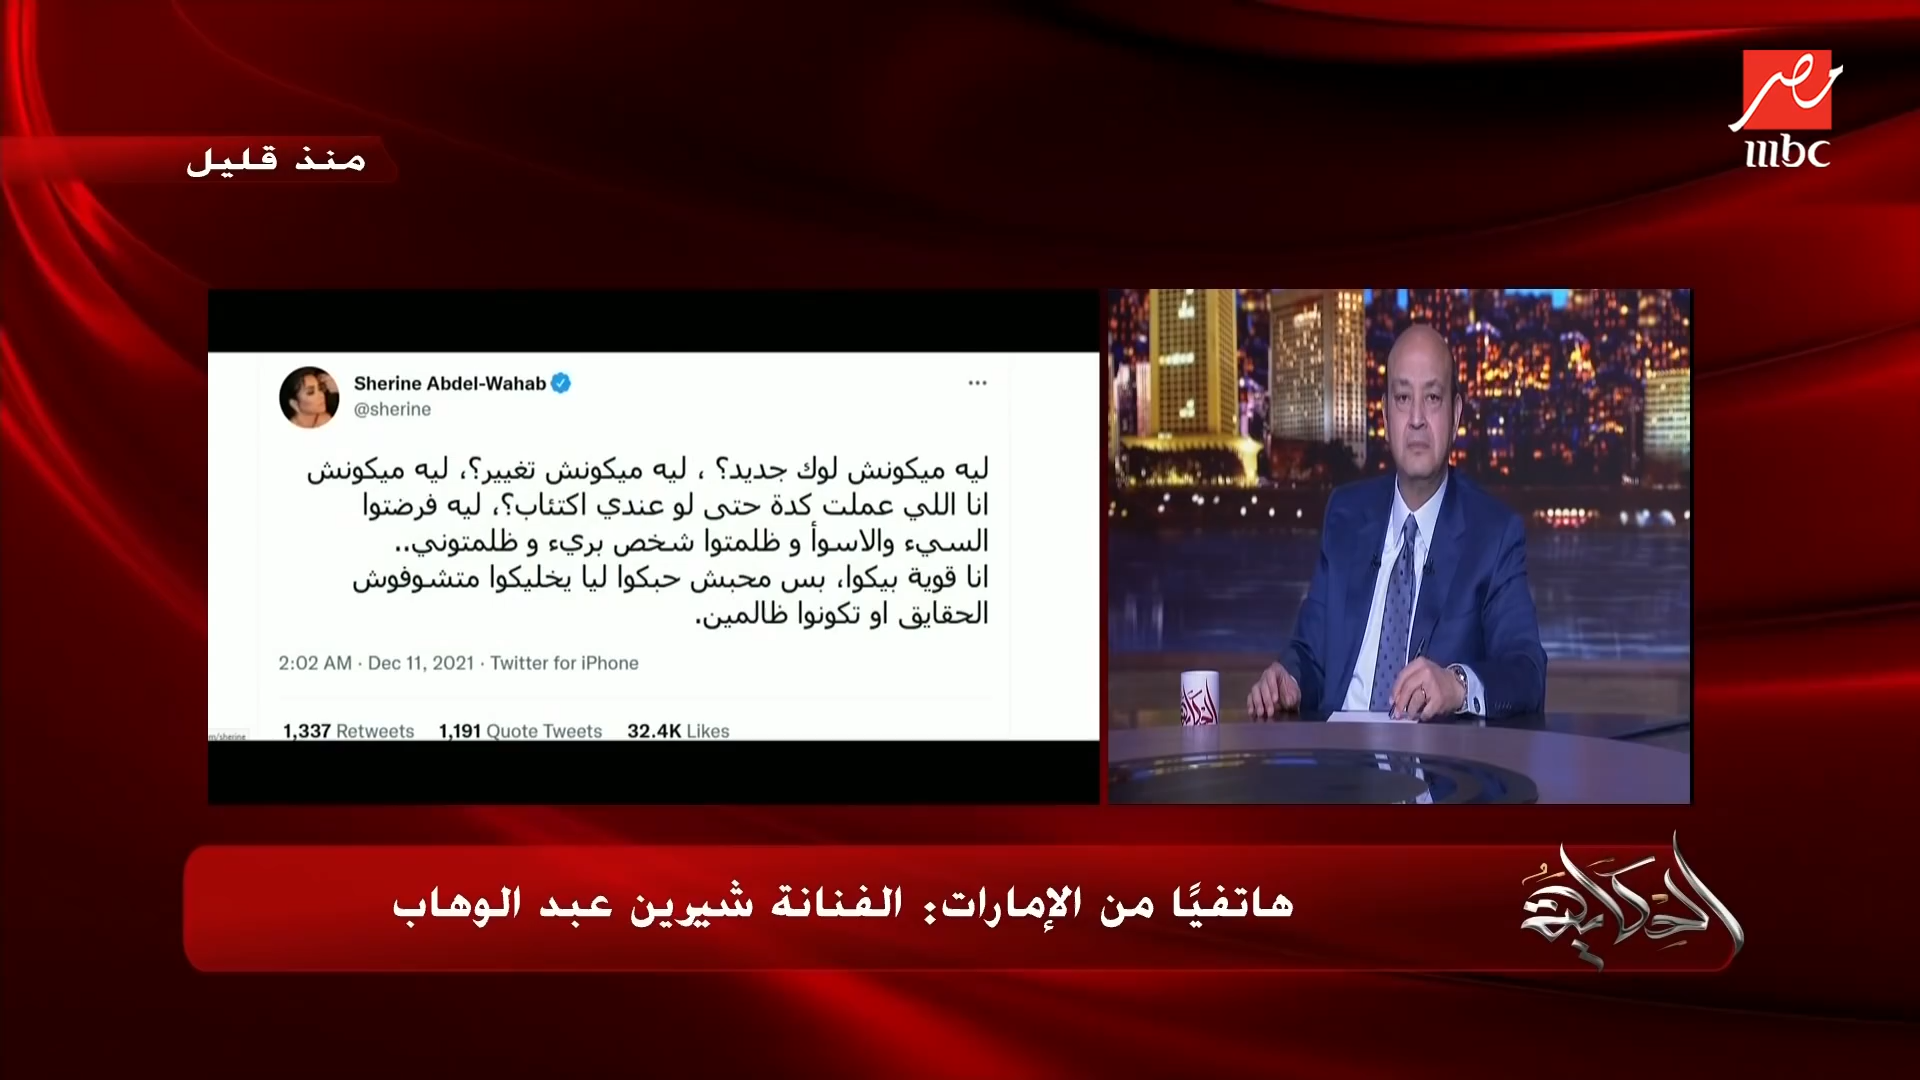 مصر
mbc
منذ قليل
Sherine Abdel-Wahab
@sherine
ليه ميكونش لوك جديد؟ ، ليه ميكونش تغيير؟، ليه ميكونش
انا اللي عملت كدة حتى لو عندي اكتئاب؟، ليه فرضتوا
السيء والاسوأ و ظلمتوا شخص بريء و ظلمتوني..
انا قوية بيكوا، بس محبش حبكوا ليا يخليكوا متشوفوش
الحقايق او تكونوا ظالمين.
2:02 AM · Dec 11, 2021 · Twitter for iPhone
1,337 Retweets 1,191 Quote Tweets 32.4K Likes
m/sherine
الحكاية
هاتفيًا من الإمارات: الفنانة شيرين عبد الوهاب
الحكاية